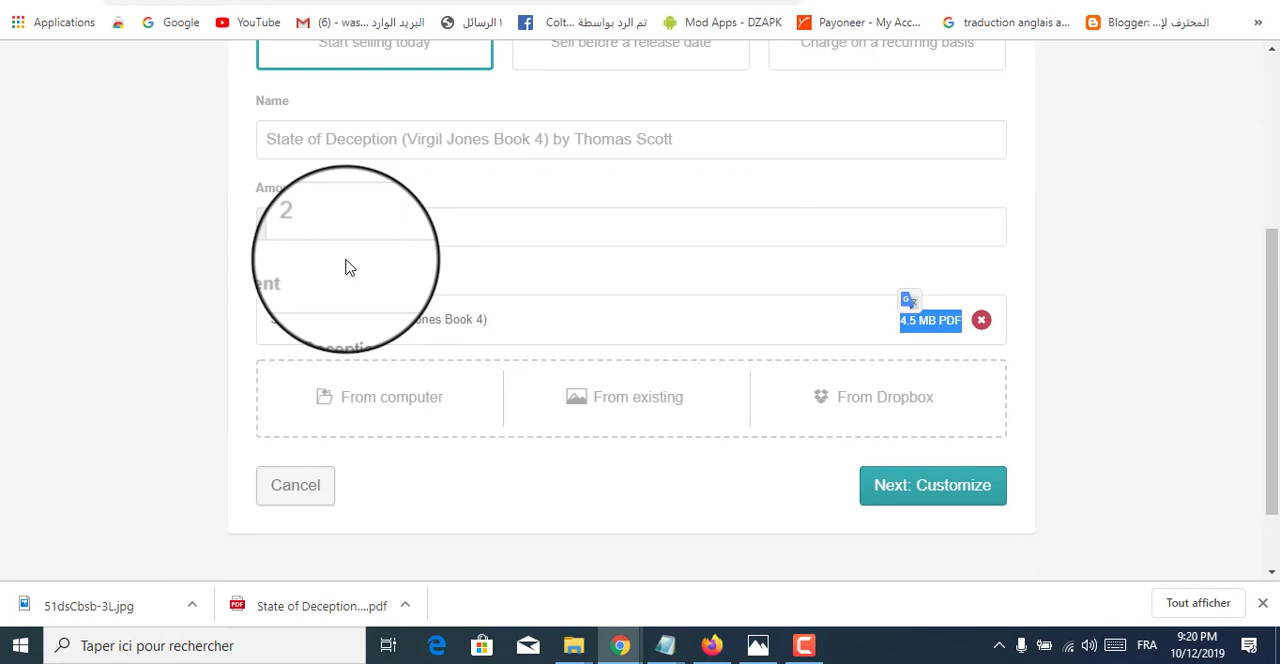 Applications
Google
YouTube
البريد الوارد (6) - was...
الرسائل ١
تم الرد بواسطة Colt...
Mod Apps - DZAPK
Payoneer - My Acc...
traduction anglais a...
Blogger: ...المحترف لإ
»
Start selling today
Sell before a release date
Charge on a recurring basis
Name
State of Deception (Virgil Jones Book 4) by Thomas Scott
Amou
2
ent
ones Book 4)
4.5 MB PDF
From computer
From existing
From Dropbox
Cancel
Next: Customize
51dsCbsb-3L.jpg
State of Deception....pdf
Tout afficher
Taper ici pour rechercher
FRA
9:20 PM
10/12/2019